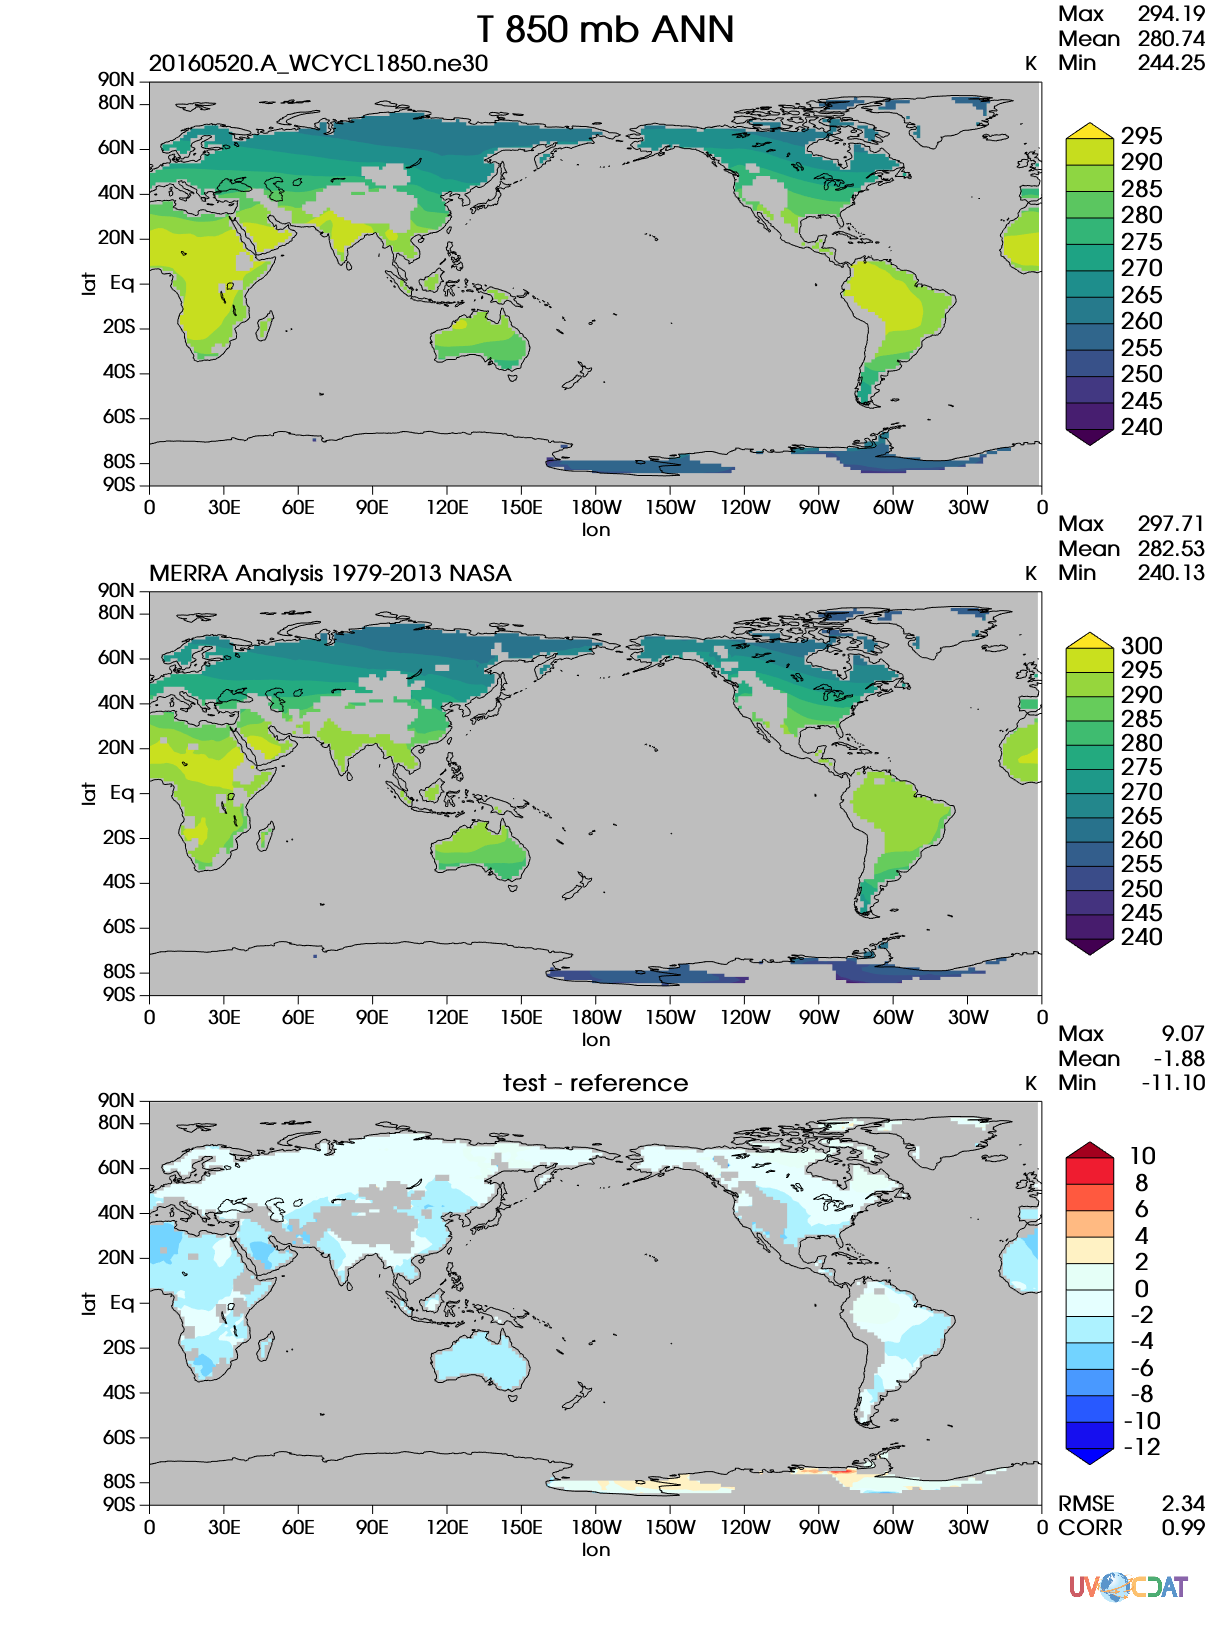 T 850 mb ANN
Max 294.19
Mean 280.74
Min 244.25
20160520.A_WCYCL1850.ne30
K
90N
80N
60N
40N
20N
Eq
20S
40S
60S
80S
90S
lat
0 30E 60E 90E 120E 150E 180W 150W 120W 90W 60W 30W 0
lon
295
290
285
280
275
270
265
260
255
250
245
240
Max 297.71
Mean 282.53
Min 240.13
MERRA Analysis 1979-2013 NASA
K
90N
80N
60N
40N
20N
Eq
20S
40S
60S
80S
90S
lat
0 30E 60E 90E 120E 150E 180W 150W 120W 90W 60W 30W 0
lon
300
295
290
285
280
275
270
265
260
255
250
245
240
Max 9.07
Mean -1.88
Min -11.10
test - reference
K
90N
80N
60N
40N
20N
Eq
20S
40S
60S
80S
90S
lat
0 30E 60E 90E 120E 150E 180W 150W 120W 90W 60W 30W 0
lon
10
8
6
4
2
0
-2
-4
-6
-8
-10
-12
RMSE 2.34
CORR 0.99
UV CDAT